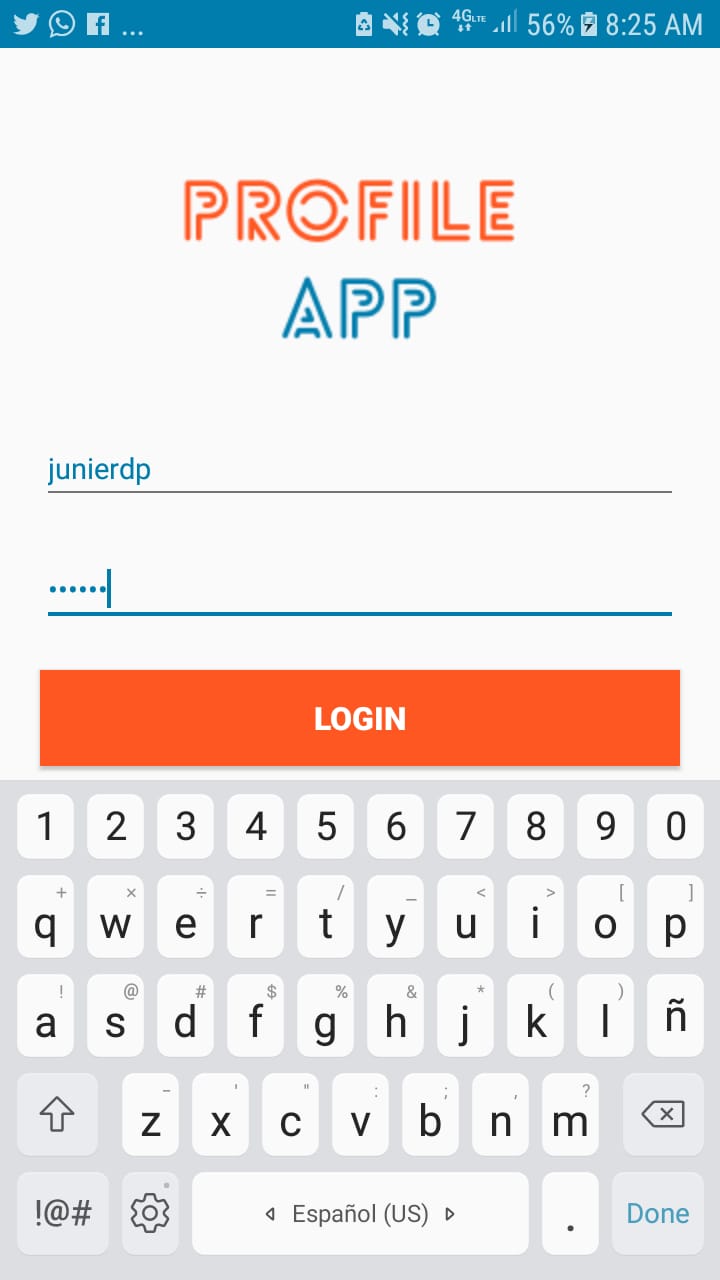 ... 4G LTE 56% 8:25 AM
PROFILE
APP
junierdp
••••••
LOGIN
1 2 3 4 5 6 7 8 9 0
+ × ÷ = / _ < > [ ]
q w e r t y u i o p
! @ # $ % & * ( )
a s d f g h j k l ñ
- ' " : ; , ?
z x c v b n m
!@# Español (US) . Done